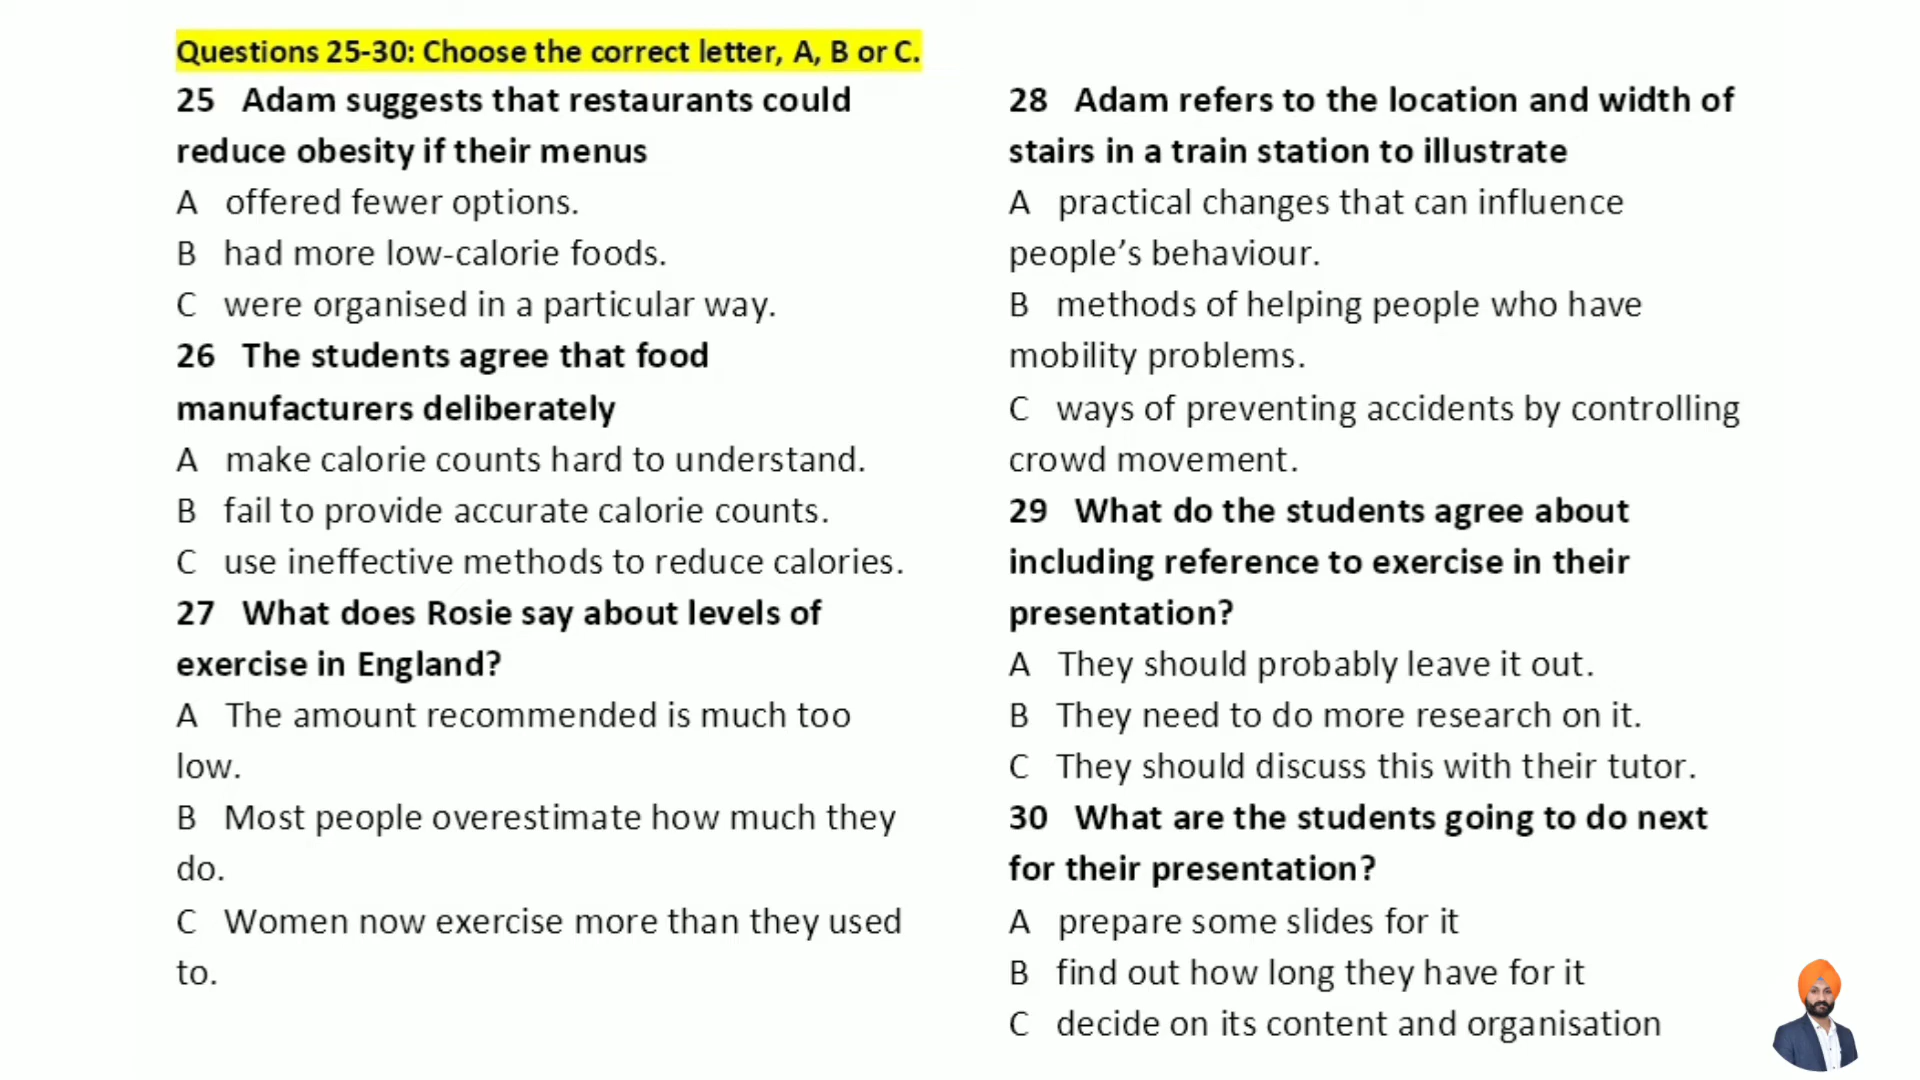 Questions 25-30: Choose the correct letter, A, B or C.
25 Adam suggests that restaurants could
reduce obesity if their menus
A offered fewer options.
B had more low-calorie foods.
C were organised in a particular way.
26 The students agree that food
manufacturers deliberately
A make calorie counts hard to understand.
B fail to provide accurate calorie counts.
C use ineffective methods to reduce calories.
27 What does Rosie say about levels of
exercise in England?
A The amount recommended is much too
low.
B Most people overestimate how much they
do.
C Women now exercise more than they used
to.
28 Adam refers to the location and width of
stairs in a train station to illustrate
A practical changes that can influence
people’s behaviour.
B methods of helping people who have
mobility problems.
C ways of preventing accidents by controlling
crowd movement.
29 What do the students agree about
including reference to exercise in their
presentation?
A They should probably leave it out.
B They need to do more research on it.
C They should discuss this with their tutor.
30 What are the students going to do next
for their presentation?
A prepare some slides for it
B find out how long they have for it
C decide on its content and organisation